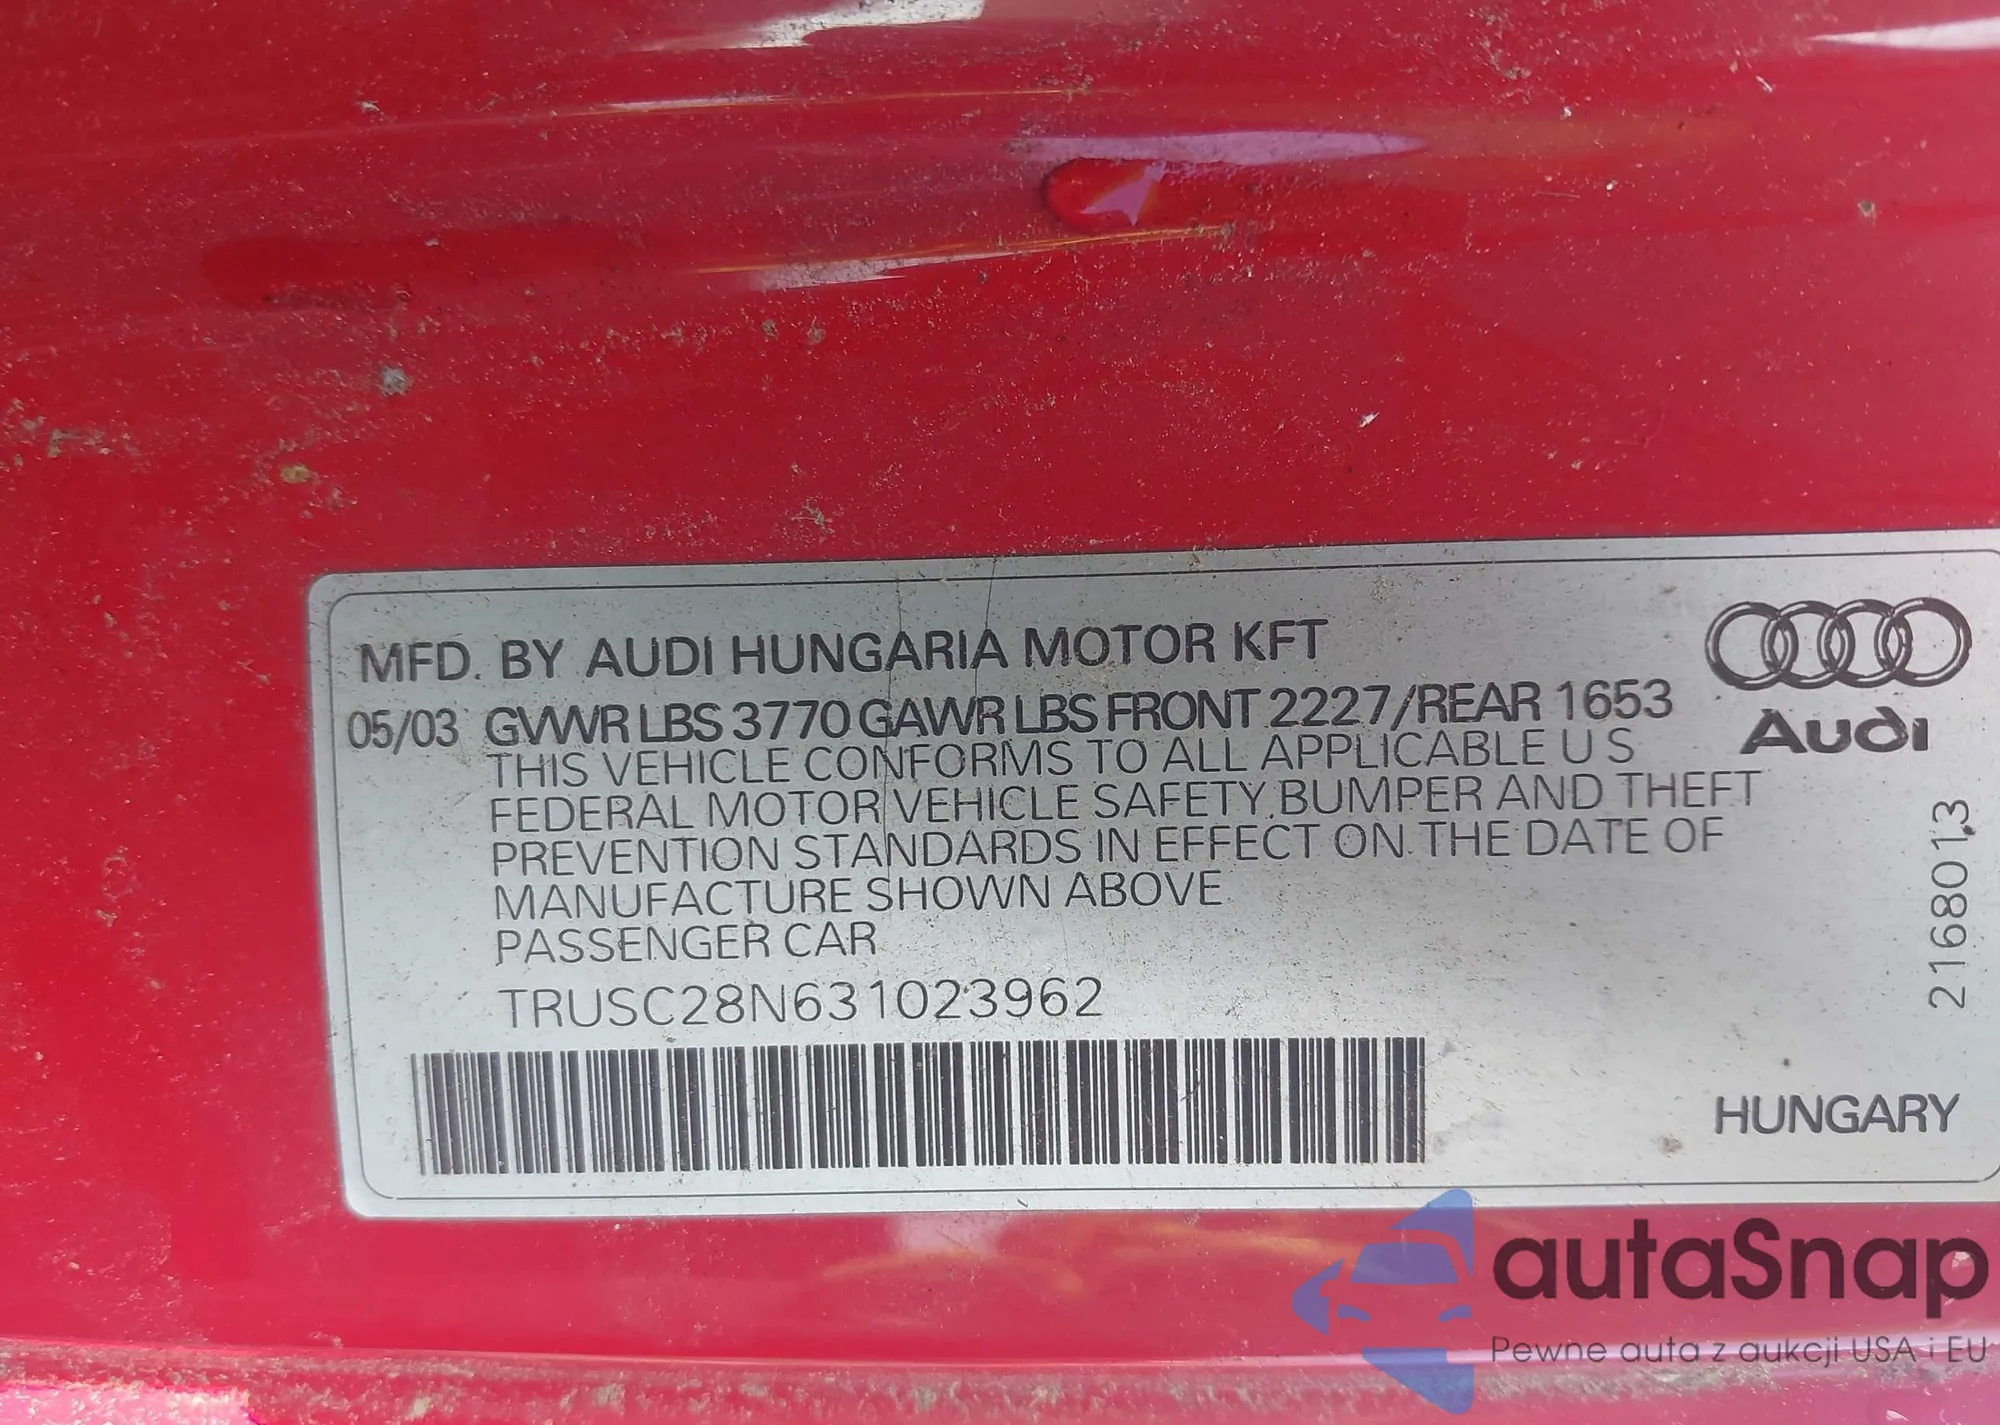 MFD. BY AUDI HUNGARIA MOTOR KFT
05/03 GVWR LBS 3770 GAWR LBS FRONT 2227/REAR 1653
THIS VEHICLE CONFORMS TO ALL APPLICABLE U S
FEDERAL MOTOR VEHICLE SAFETY, BUMPER AND THEFT
PREVENTION STANDARDS IN EFFECT ON THE DATE OF
MANUFACTURE SHOWN ABOVE
PASSENGER CAR
TRUSC28N631023962
Audi
2168013
HUNGARY
autaSnap
Pewne auta z aukcji USA i EU